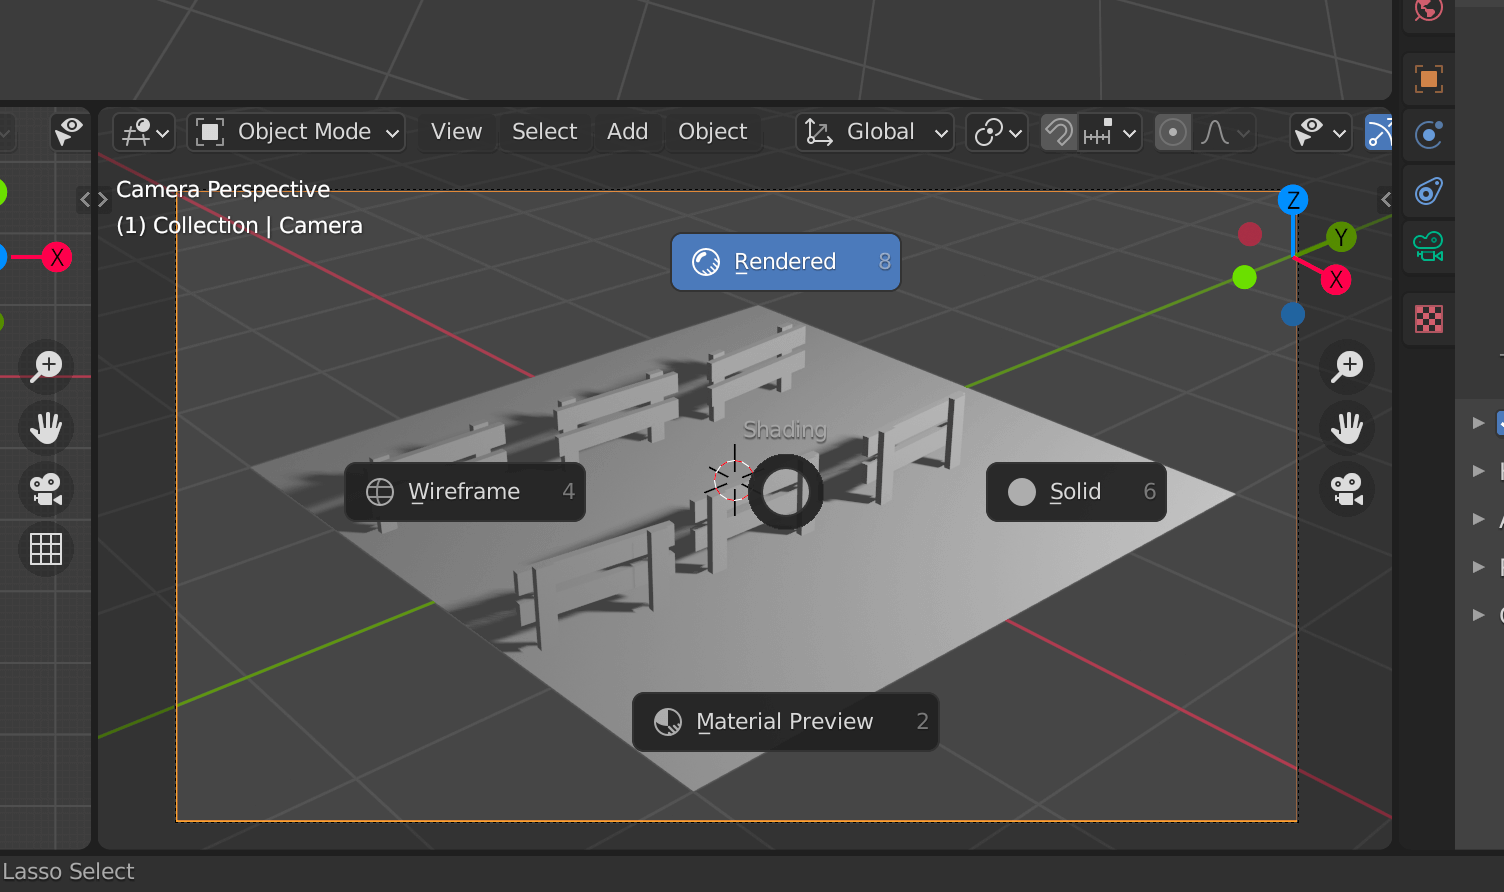 Object Mode View Select Add Object Global
Camera Perspective
(1) Collection | Camera
Z
Y
X
X
Rendered 8
Shading
Wireframe 4
Solid 6
Material Preview 2
Lasso Select